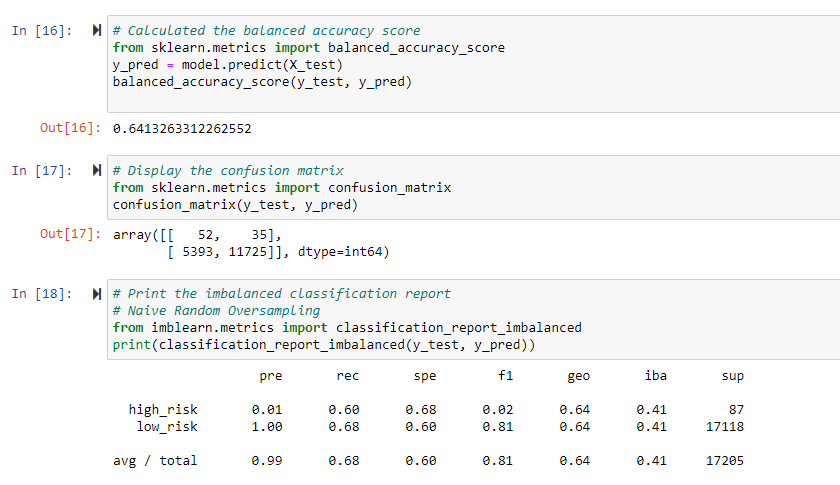 In [16]: # Calculated the balanced accuracy score
from sklearn.metrics import balanced_accuracy_score
y_pred = model.predict(X_test)
balanced_accuracy_score(y_test, y_pred)
Out[16]: 0.6413263312262552
In [17]: # Display the confusion matrix
from sklearn.metrics import confusion_matrix
confusion_matrix(y_test, y_pred)
Out[17]: array([[   52,    35],
       [ 5393, 11725]], dtype=int64)
In [18]: # Print the imbalanced classification report
# Naive Random Oversampling
from imblearn.metrics import classification_report_imbalanced
print(classification_report_imbalanced(y_test, y_pred))
                   pre       rec       spe        f1       geo       iba       sup
  high_risk       0.01      0.60      0.68      0.02      0.64      0.41        87
   low_risk       1.00      0.68      0.60      0.81      0.64      0.41     17118
avg / total       0.99      0.68      0.60      0.81      0.64      0.41     17205